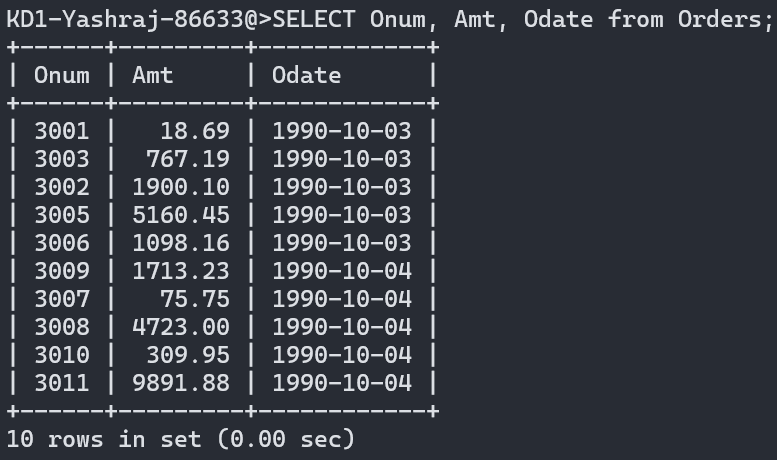 KD1-Yashraj-86633@>SELECT Onum, Amt, Odate from Orders;
+------+---------+------------+
| Onum | Amt     | Odate      |
+------+---------+------------+
| 3001 |   18.69 | 1990-10-03 |
| 3003 |  767.19 | 1990-10-03 |
| 3002 | 1900.10 | 1990-10-03 |
| 3005 | 5160.45 | 1990-10-03 |
| 3006 | 1098.16 | 1990-10-03 |
| 3009 | 1713.23 | 1990-10-04 |
| 3007 |   75.75 | 1990-10-04 |
| 3008 | 4723.00 | 1990-10-04 |
| 3010 |  309.95 | 1990-10-04 |
| 3011 | 9891.88 | 1990-10-04 |
+------+---------+------------+
10 rows in set (0.00 sec)